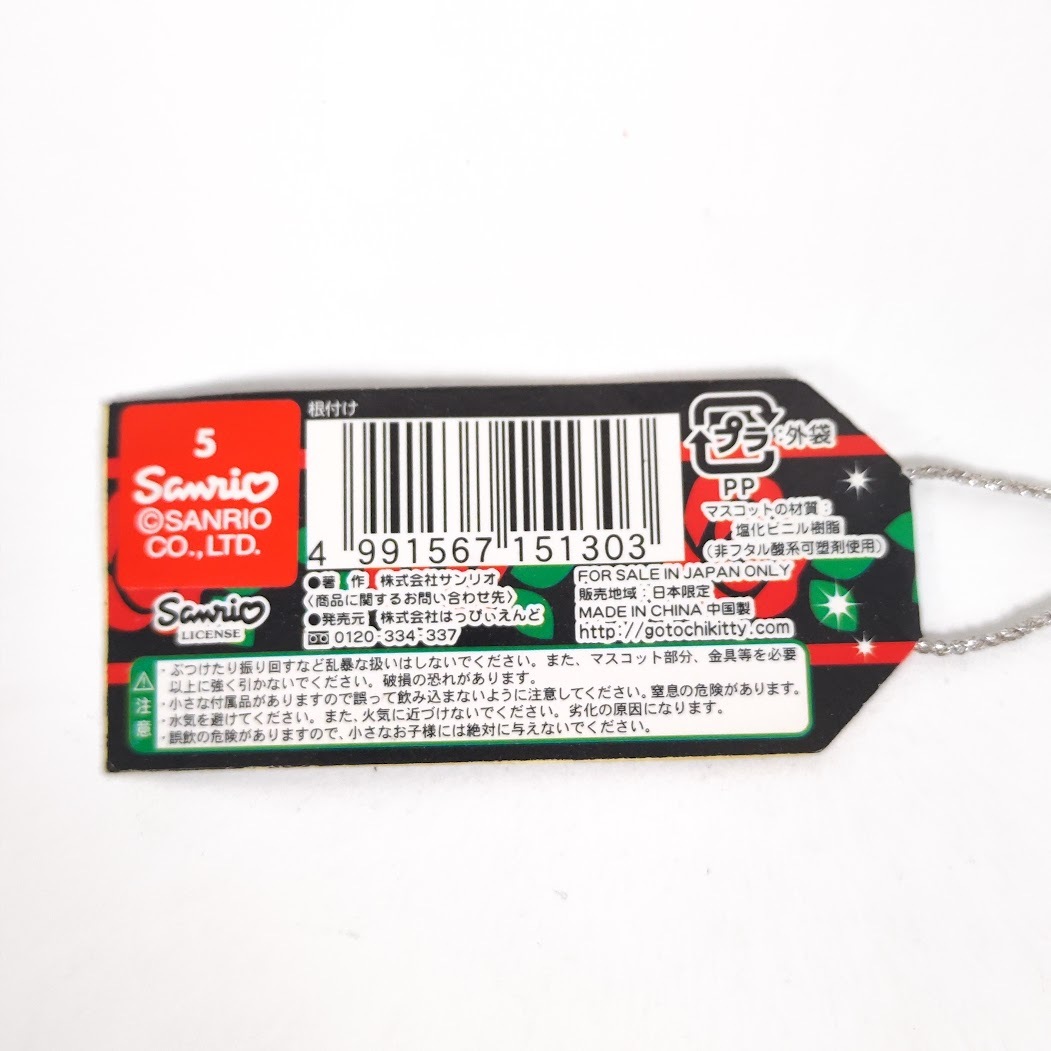 5
Sanrio
©SANRIO
CO.,LTD.
Sanrio
LICENSE
根付け
4 991567 151303
●著 作 株式会社サンリオ
〈商品に関するお問い合わせ先〉
●発売元 株式会社はっぴぃえんど
0120-334-337
プラ:外袋
PP
マスコットの材質:
塩化ビニル樹脂
(非フタル酸系可塑剤使用)
FOR SALE IN JAPAN ONLY
販売地域:日本限定
MADE IN CHINA 中国製
http://gotochikitty.com
注意
・ぶつけたり振り回すなど乱暴な扱いはしないでください。また、マスコット部分、金具等を必要
以上に強く引かないでください。破損の恐れがあります。
・小さな付属品がありますので誤って飲み込まないように注意してください。窒息の危険があります。
・水気を避けてください。また、火気に近づけないでください。劣化の原因になります。
・誤飲の危険がありますので、小さなお子様には絶対に与えないでください。